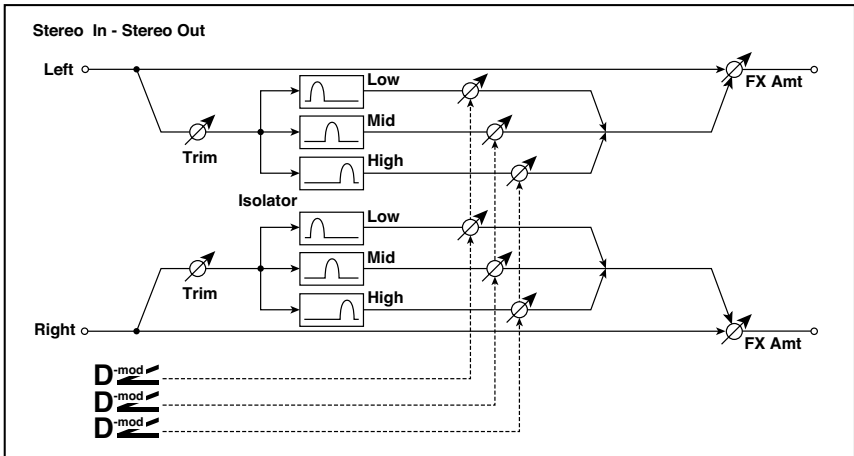 Stereo In - Stereo Out
Left
FX Amt
Trim
Low
Mid
High
Isolator
Low
Mid
High
Trim
Right
FX Amt
D-mod
D-mod
D-mod